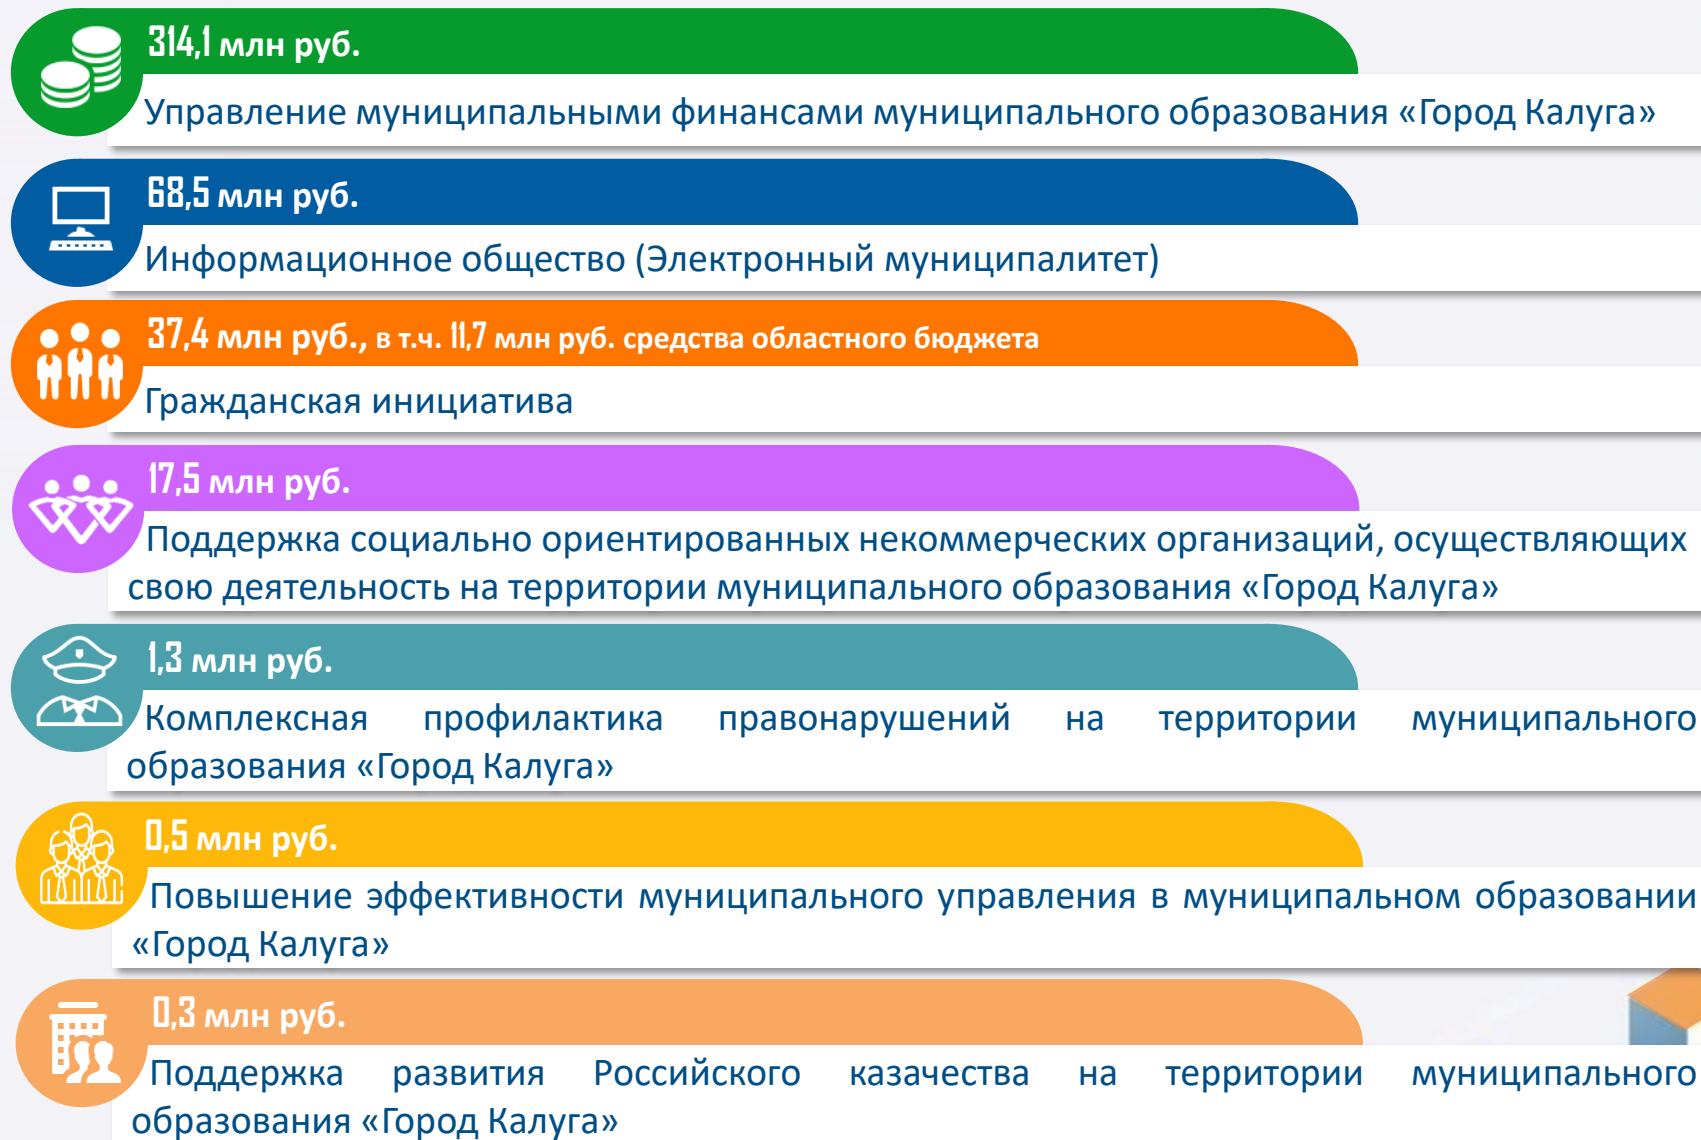 314,1 млн руб.
Управление муниципальными финансами муниципального образования «Город Калуга»
68,5 млн руб.
Информационное общество (Электронный муниципалитет)
37,4 млн руб., в т.ч. 11,7 млн руб. средства областного бюджета
Гражданская инициатива
17,5 млн руб.
Поддержка социально ориентированных некоммерческих организаций, осуществляющих
свою деятельность на территории муниципального образования «Город Калуга»
1,3 млн руб.
Комплексная профилактика правонарушений на территории муниципального
образования «Город Калуга»
0,5 млн руб.
Повышение эффективности муниципального управления в муниципальном образовании
«Город Калуга»
0,3 млн руб.
Поддержка развития Российского казачества на территории муниципального
образования «Город Калуга»